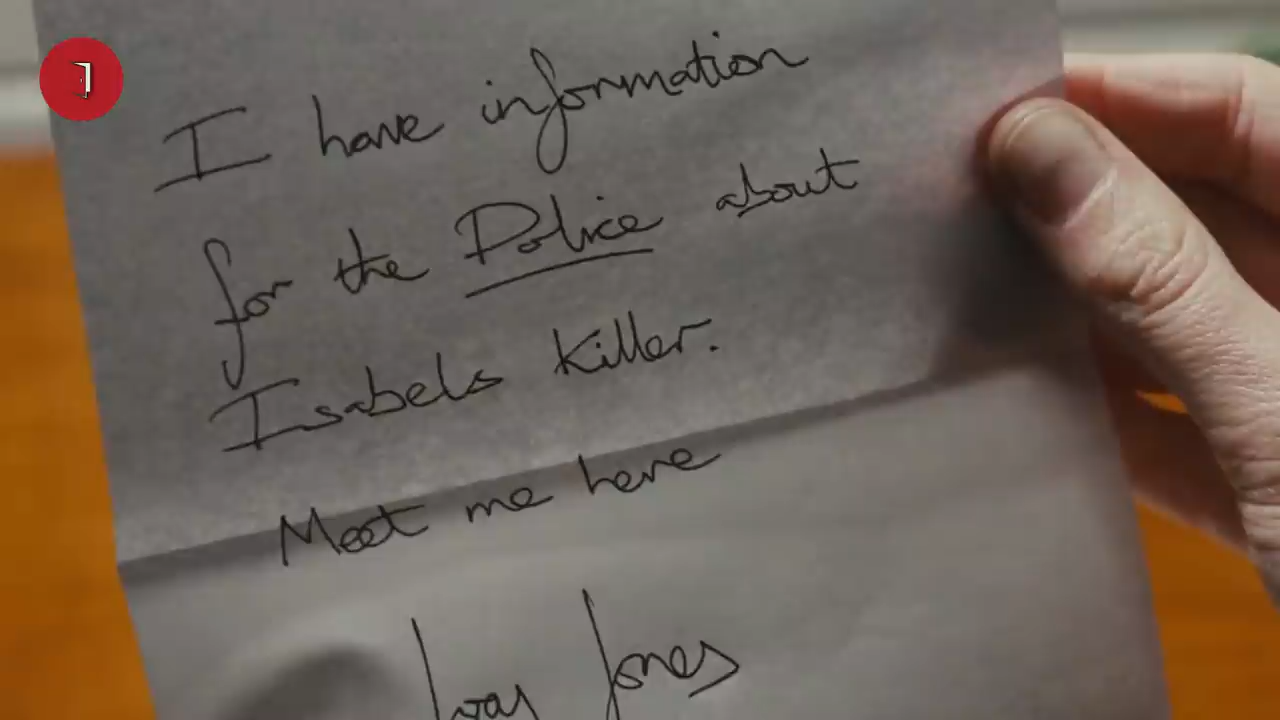 I have information
for the Police about
Isabels Killer.
Meet me here
Jones